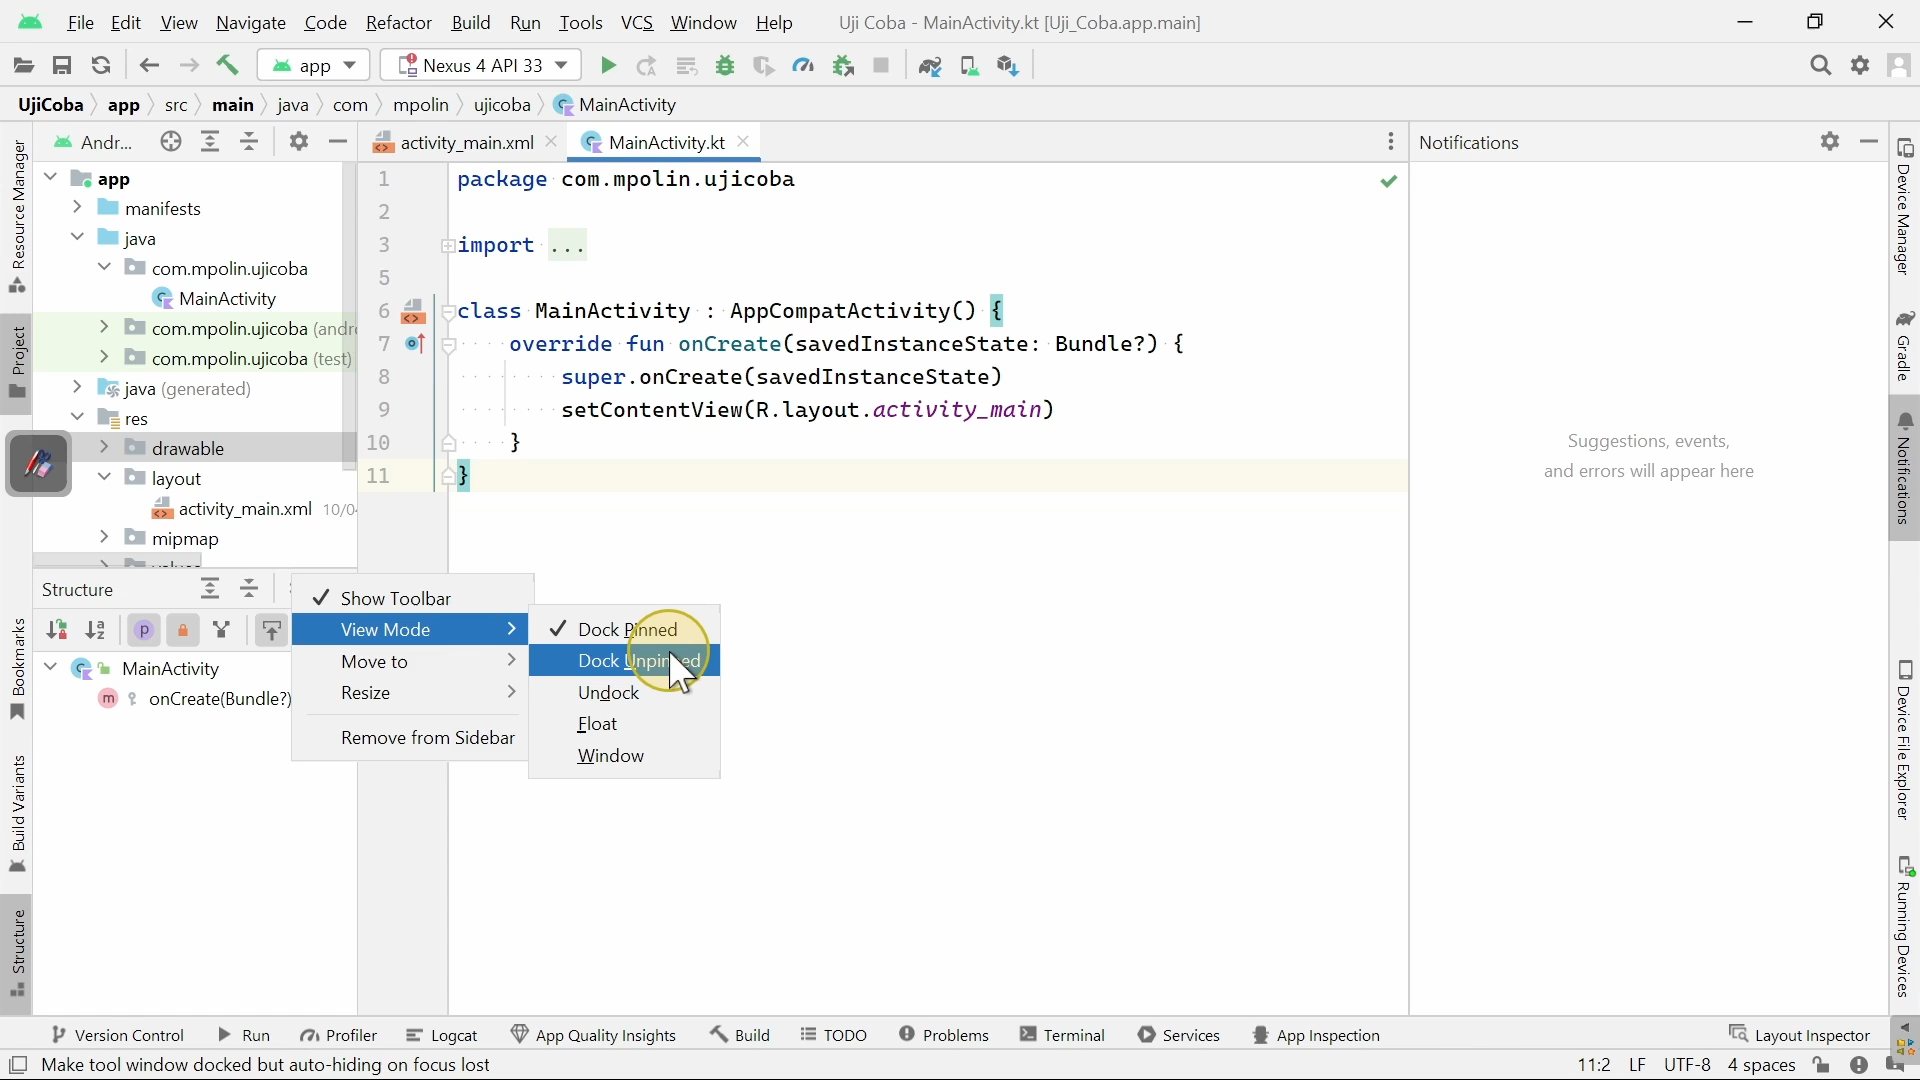 File Edit View Navigate Code Refactor Build Run Tools VCS Window Help Uji Coba - MainActivity.kt [Uji_Coba.app.main]
app Nexus 4 API 33
UjiCoba app src main java com mpolin ujicoba MainActivity
Andr... activity_main.xml MainActivity.kt Notifications
app
manifests
java
com.mpolin.ujicoba
MainActivity
com.mpolin.ujicoba (andr
com.mpolin.ujicoba (test)
java (generated)
res
drawable
layout
activity_main.xml 10/04
mipmap
1 package com.mpolin.ujicoba
2
3 import ...
5
6 class MainActivity : AppCompatActivity() {
7 override fun onCreate(savedInstanceState: Bundle?) {
8 super.onCreate(savedInstanceState)
9 setContentView(R.layout.activity_main)
10 }
11 }
Suggestions, events,
and errors will appear here
Structure
p
MainActivity
m onCreate(Bundle?)
Show Toolbar
View Mode
Move to
Resize
Remove from Sidebar
Dock Pinned
Dock Unpinned
Undock
Float
Window
Resource Manager
Project
Bookmarks
Build Variants
Structure
Device Manager
Gradle
Notifications
Device File Explorer
Running Devices
Version Control Run Profiler Logcat App Quality Insights Build TODO Problems Terminal Services App Inspection Layout Inspector
Make tool window docked but auto-hiding on focus lost 11:2 LF UTF-8 4 spaces